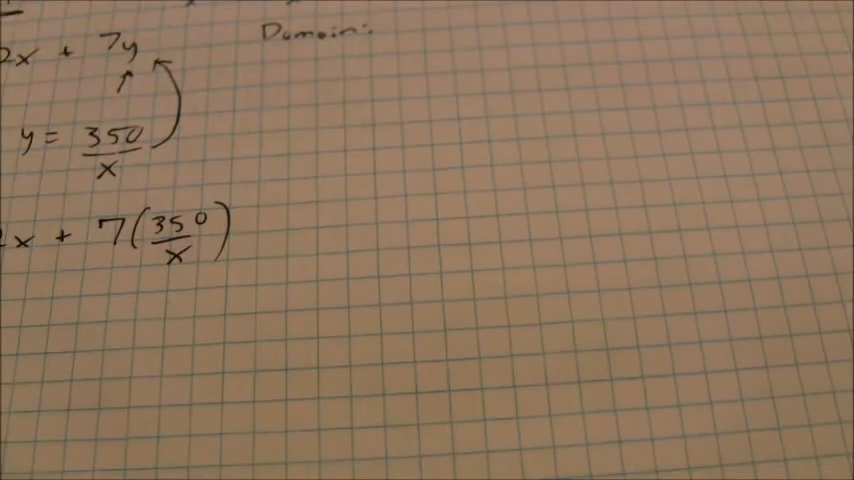 Domain:
2x + 7y
y = 350/x
2x + 7(350/x)